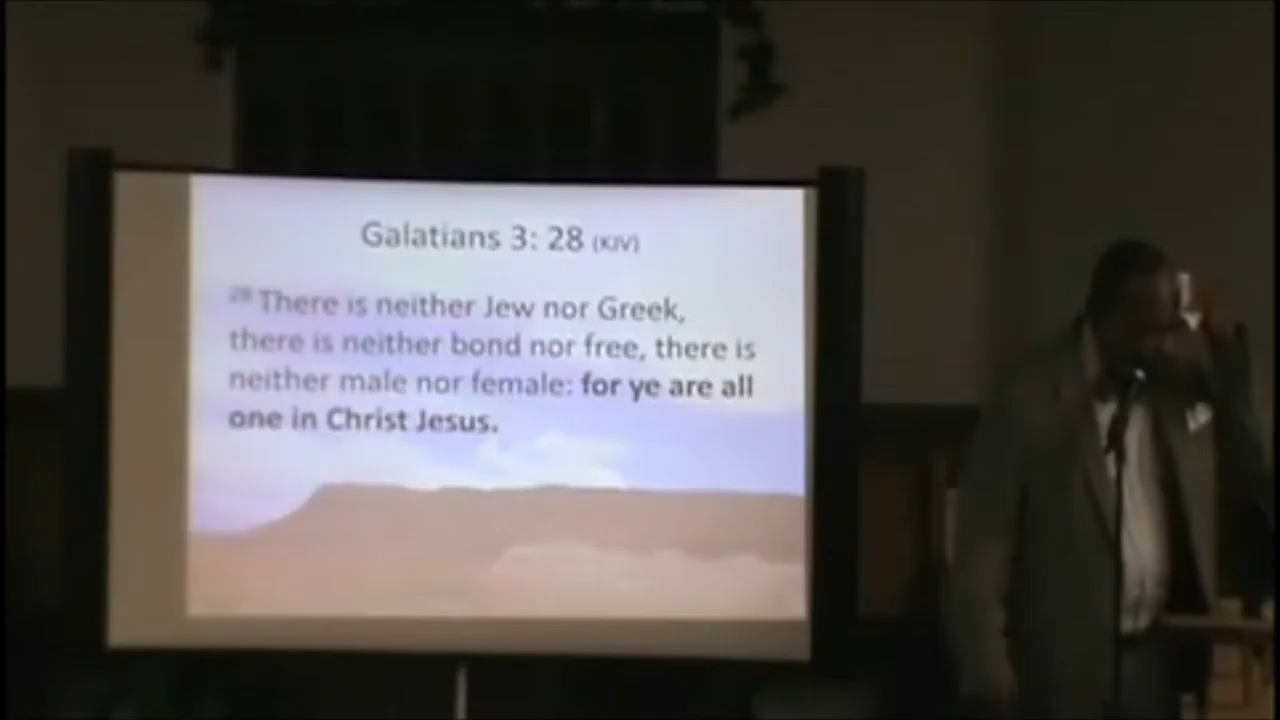 Galatians 3: 28 (KJV)
28 There is neither Jew nor Greek,
there is neither bond nor free, there is
neither male nor female: for ye are all
one in Christ Jesus.